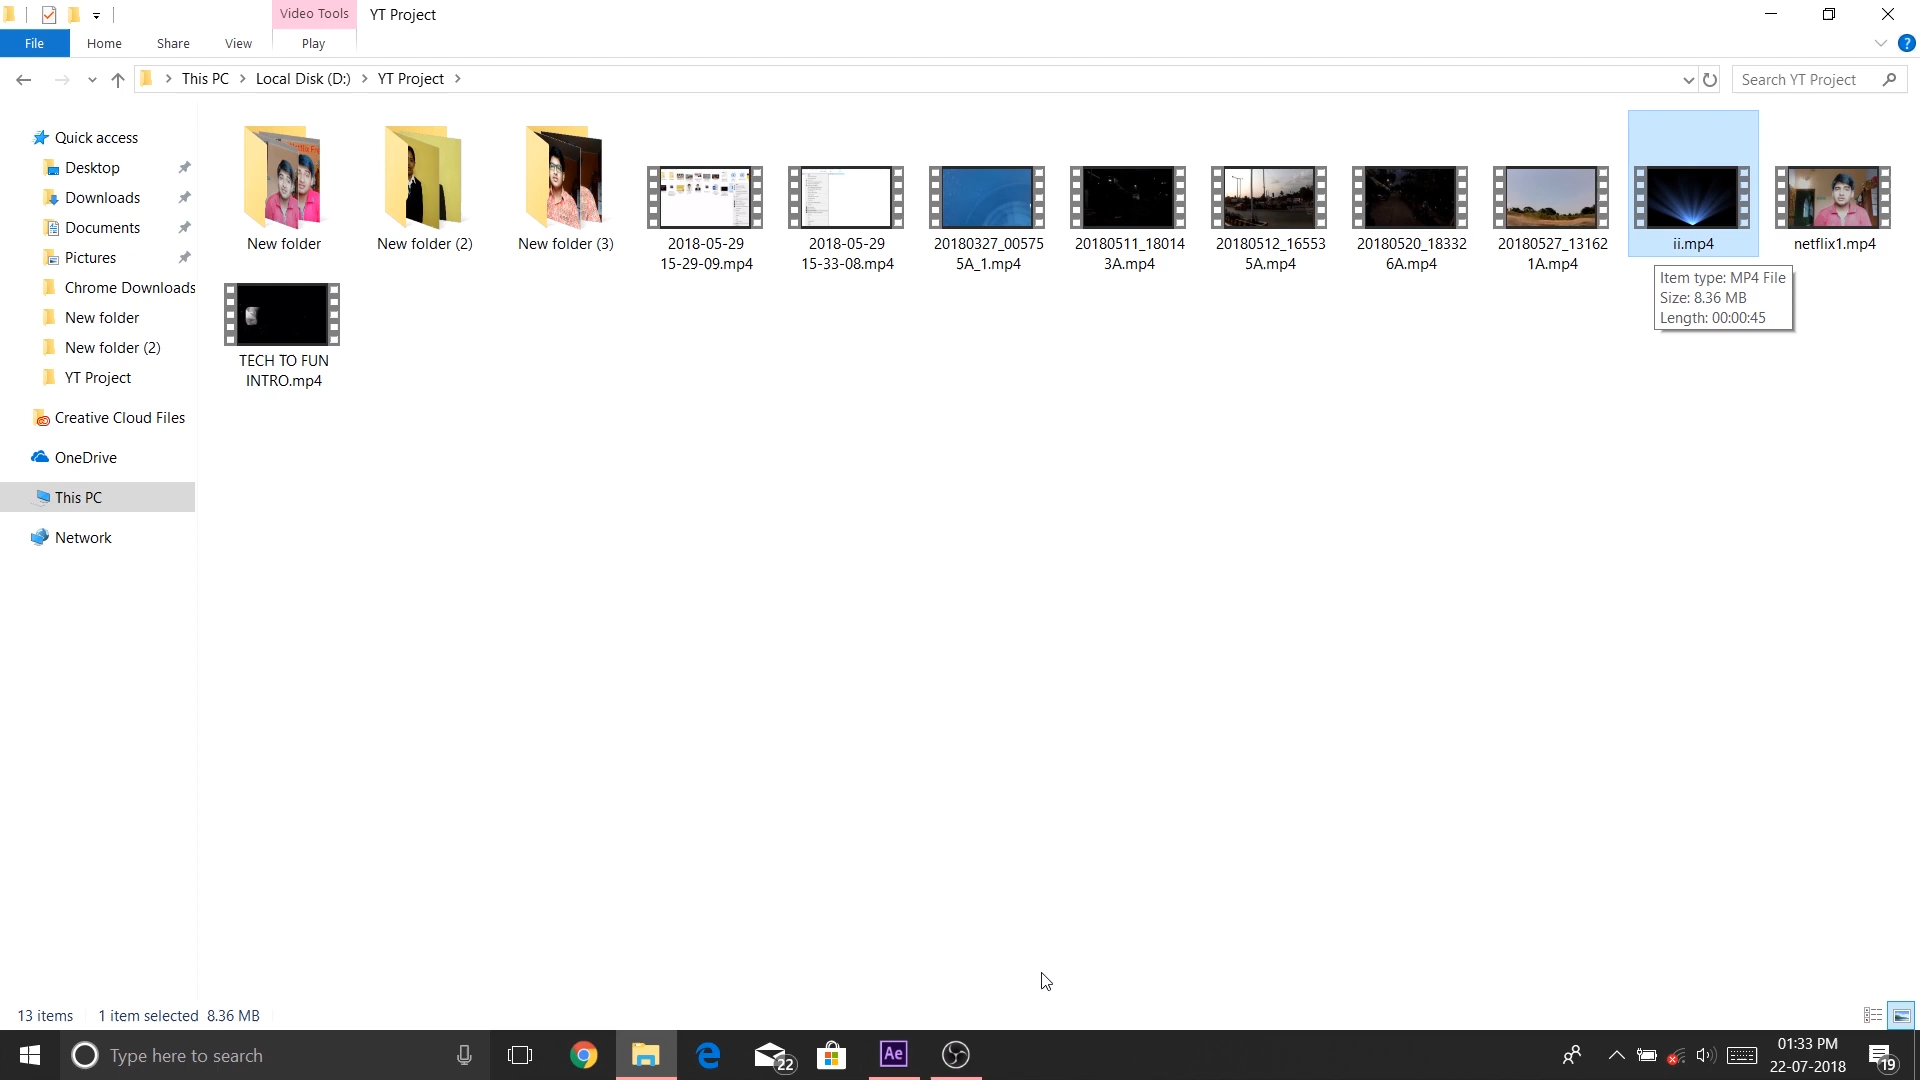 Video Tools YT Project
File Home Share View Play
This PC Local Disk (D:) YT Project Search YT Project
Quick access
Desktop
Downloads
Documents
Pictures
Chrome Downloads
New folder
New folder (2)
YT Project
Creative Cloud Files
OneDrive
This PC
Network
New folder
New folder (2)
New folder (3)
2018-05-29
15-29-09.mp4
2018-05-29
15-33-08.mp4
20180327_00575
5A_1.mp4
20180511_18014
3A.mp4
20180512_16553
5A.mp4
20180520_18332
6A.mp4
20180527_13162
1A.mp4
ii.mp4
netflix1.mp4
Item type: MP4 File
Size: 8.36 MB
Length: 00:00:45
TECH TO FUN
INTRO.mp4
13 items 1 item selected 8.36 MB
Type here to search
22
Ae
01:33 PM
22-07-2018
19